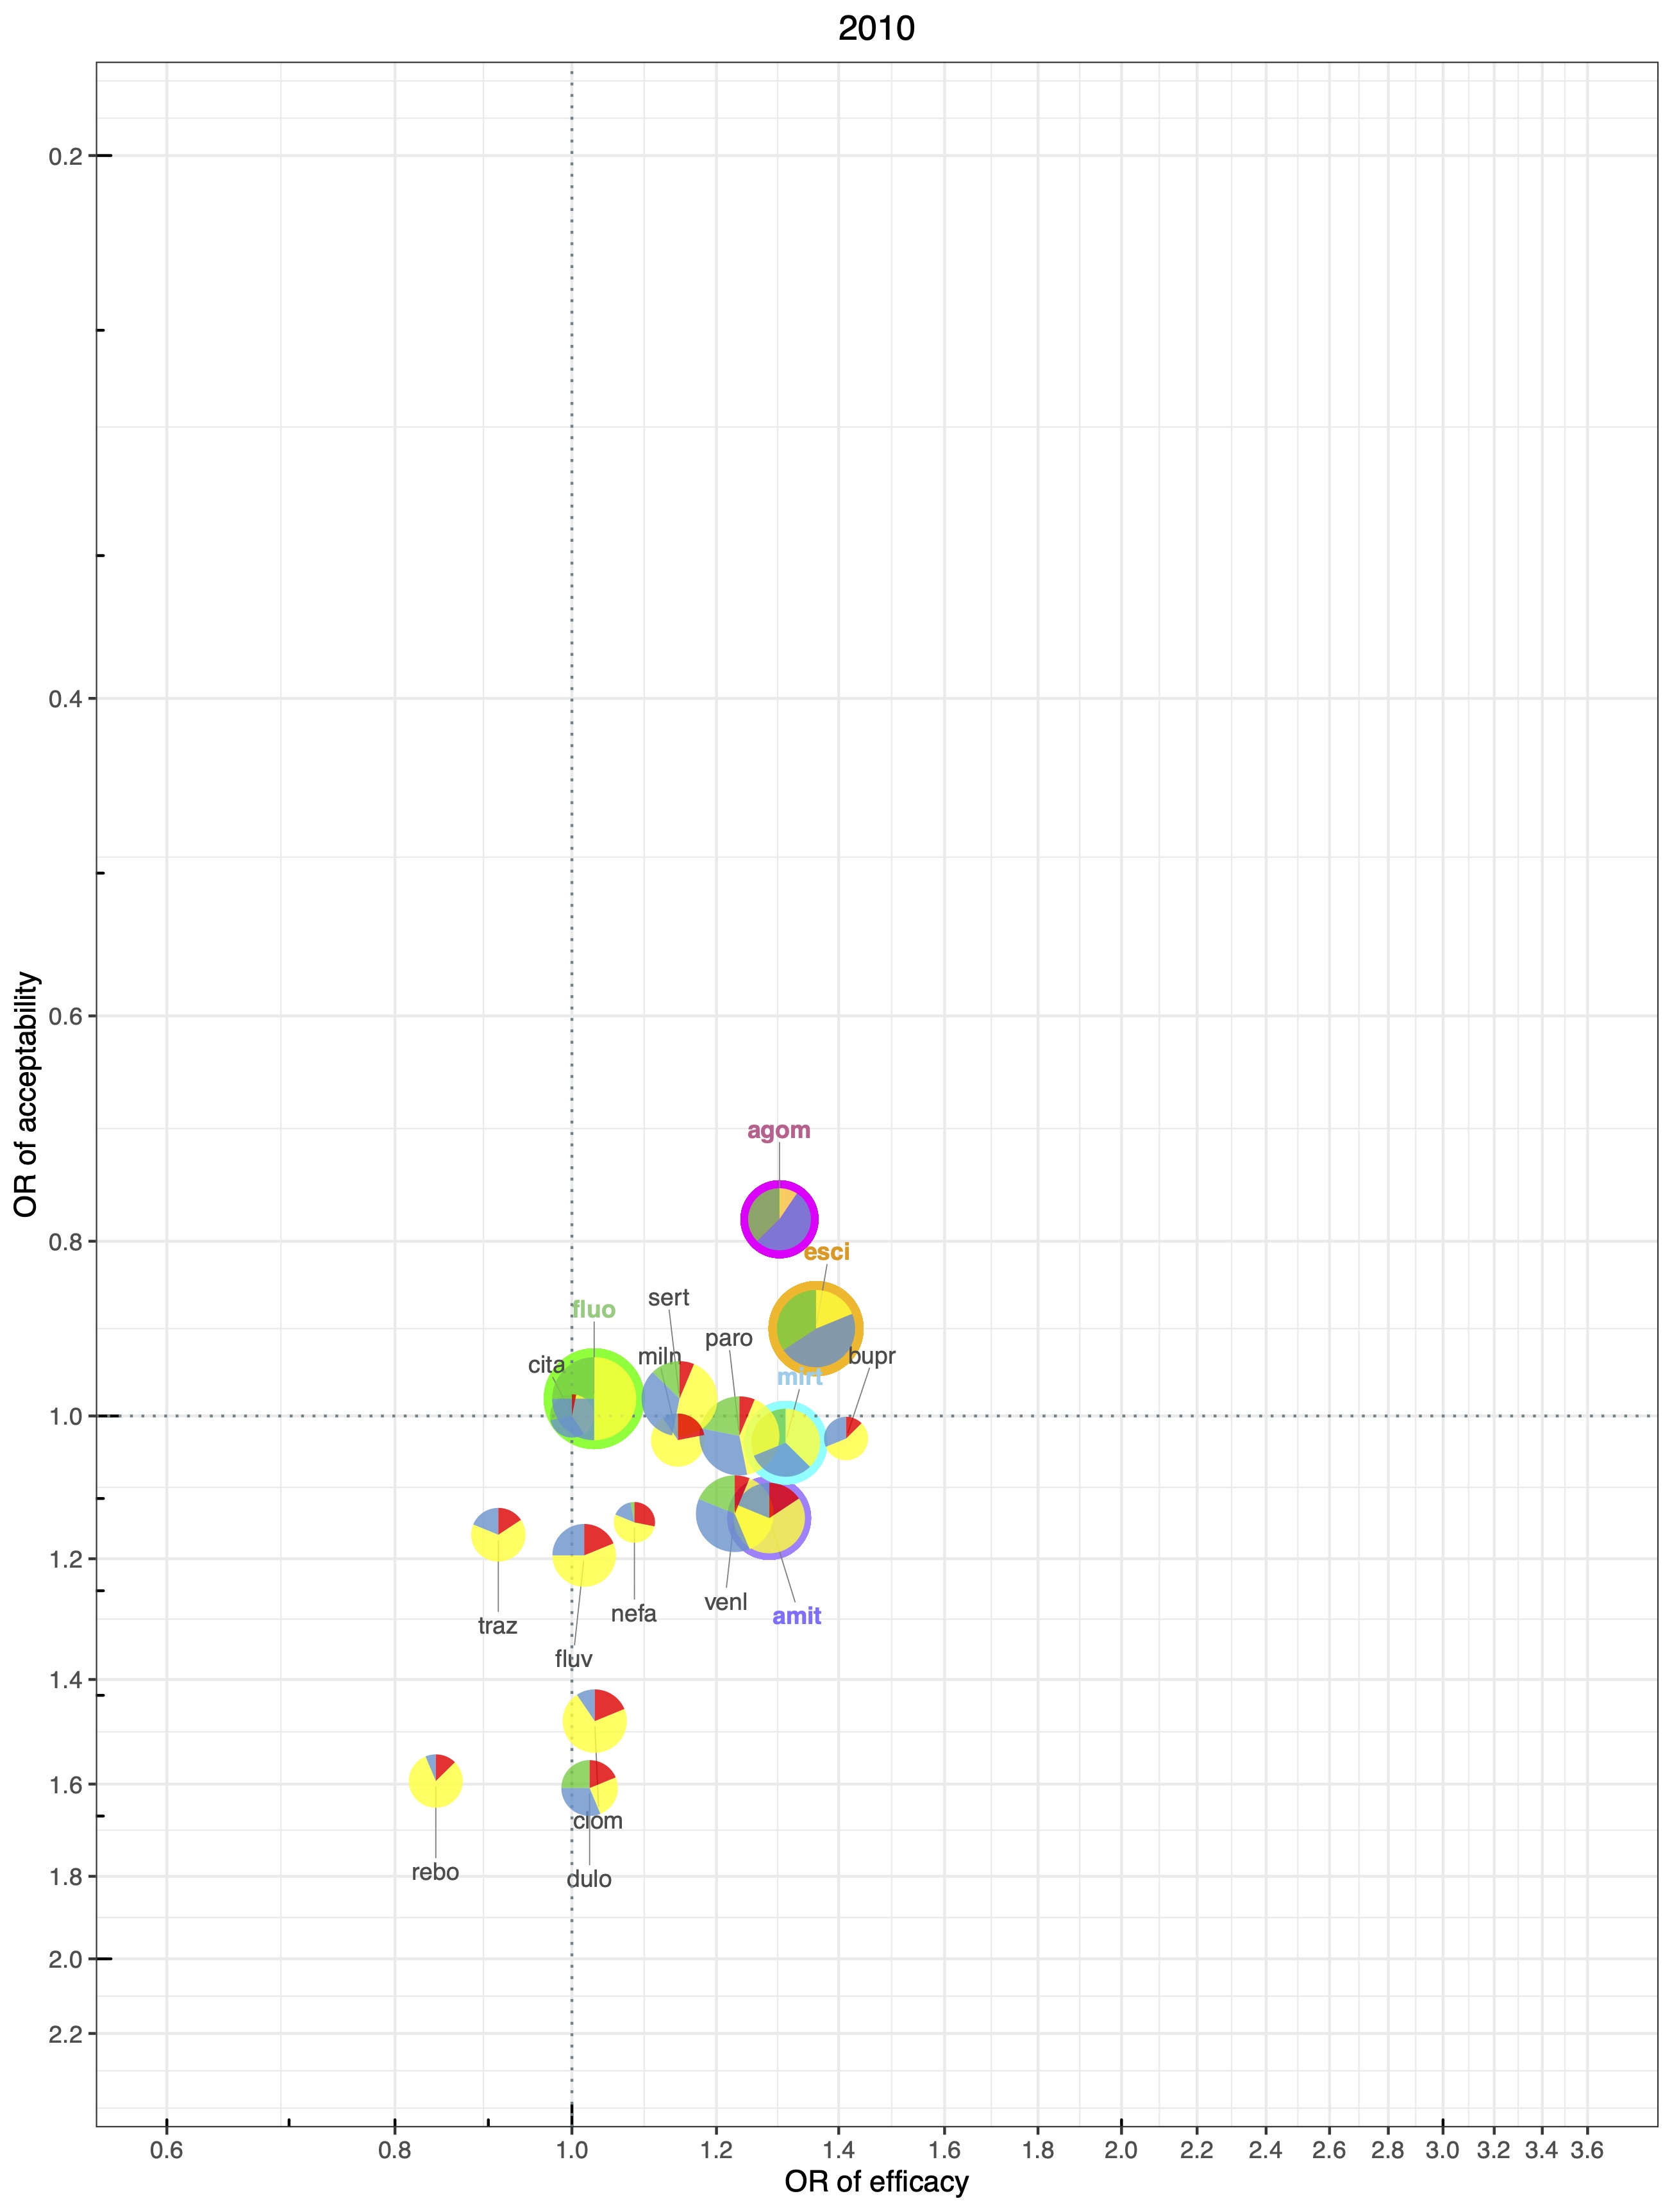 2010
OR of acceptability
0.2
0.4
0.6
0.8
1.0
1.2
1.4
1.6
1.8
2.0
2.2
agom
esci
sert
fluo
paro
miln
bupr
cita
mirt
venl
nefa
amit
traz
fluv
clom
rebo
dulo
0.6 0.8 1.0 1.2 1.4 1.6 1.8 2.0 2.2 2.4 2.6 2.8 3.0 3.2 3.4 3.6
OR of efficacy